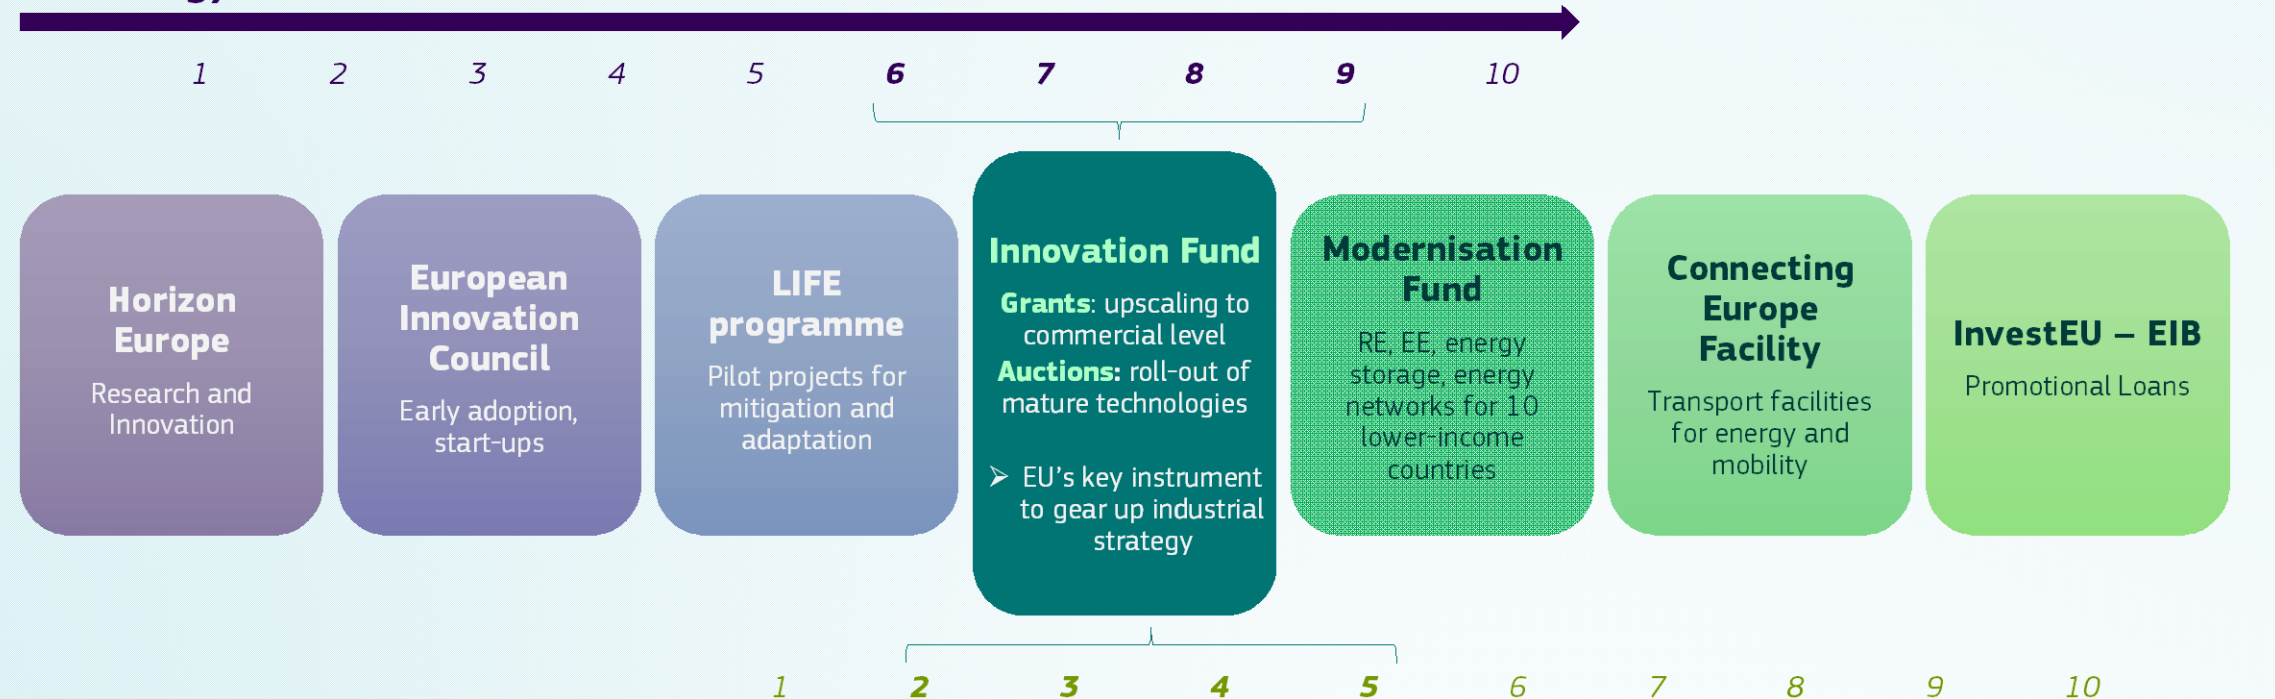 1 2 3 4 5 6 7 8 9 10
Horizon
Europe
Research and
Innovation
European
Innovation
Council
Early adoption,
start-ups
LIFE
programme
Pilot projects for
mitigation and
adaptation
Innovation Fund
Grants: upscaling to
commercial level
Auctions: roll-out of
mature technologies
➢ EU's key instrument
to gear up industrial
strategy
Modernisation
Fund
RE, EE, energy
storage, energy
networks for 10
lower-income
countries
Connecting
Europe
Facility
Transport facilities
for energy and
mobility
InvestEU – EIB
Promotional Loans
1 2 3 4 5 6 7 8 9 10